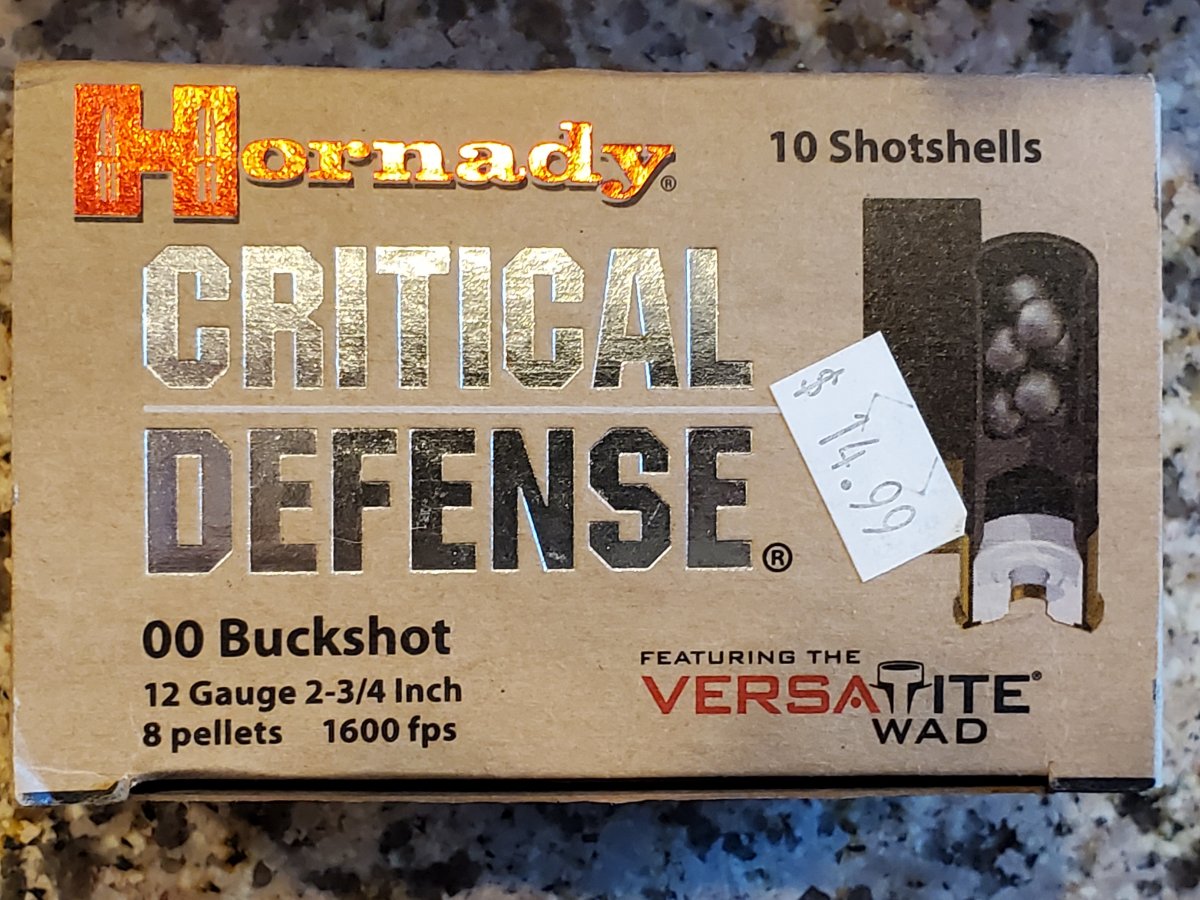 Hornady®
10 Shotshells
CRITICAL
DEFENSE®
$14.99
00 Buckshot
12 Gauge 2-3/4 Inch
8 pellets 1600 fps
FEATURING THE
VERSATITE®
WAD